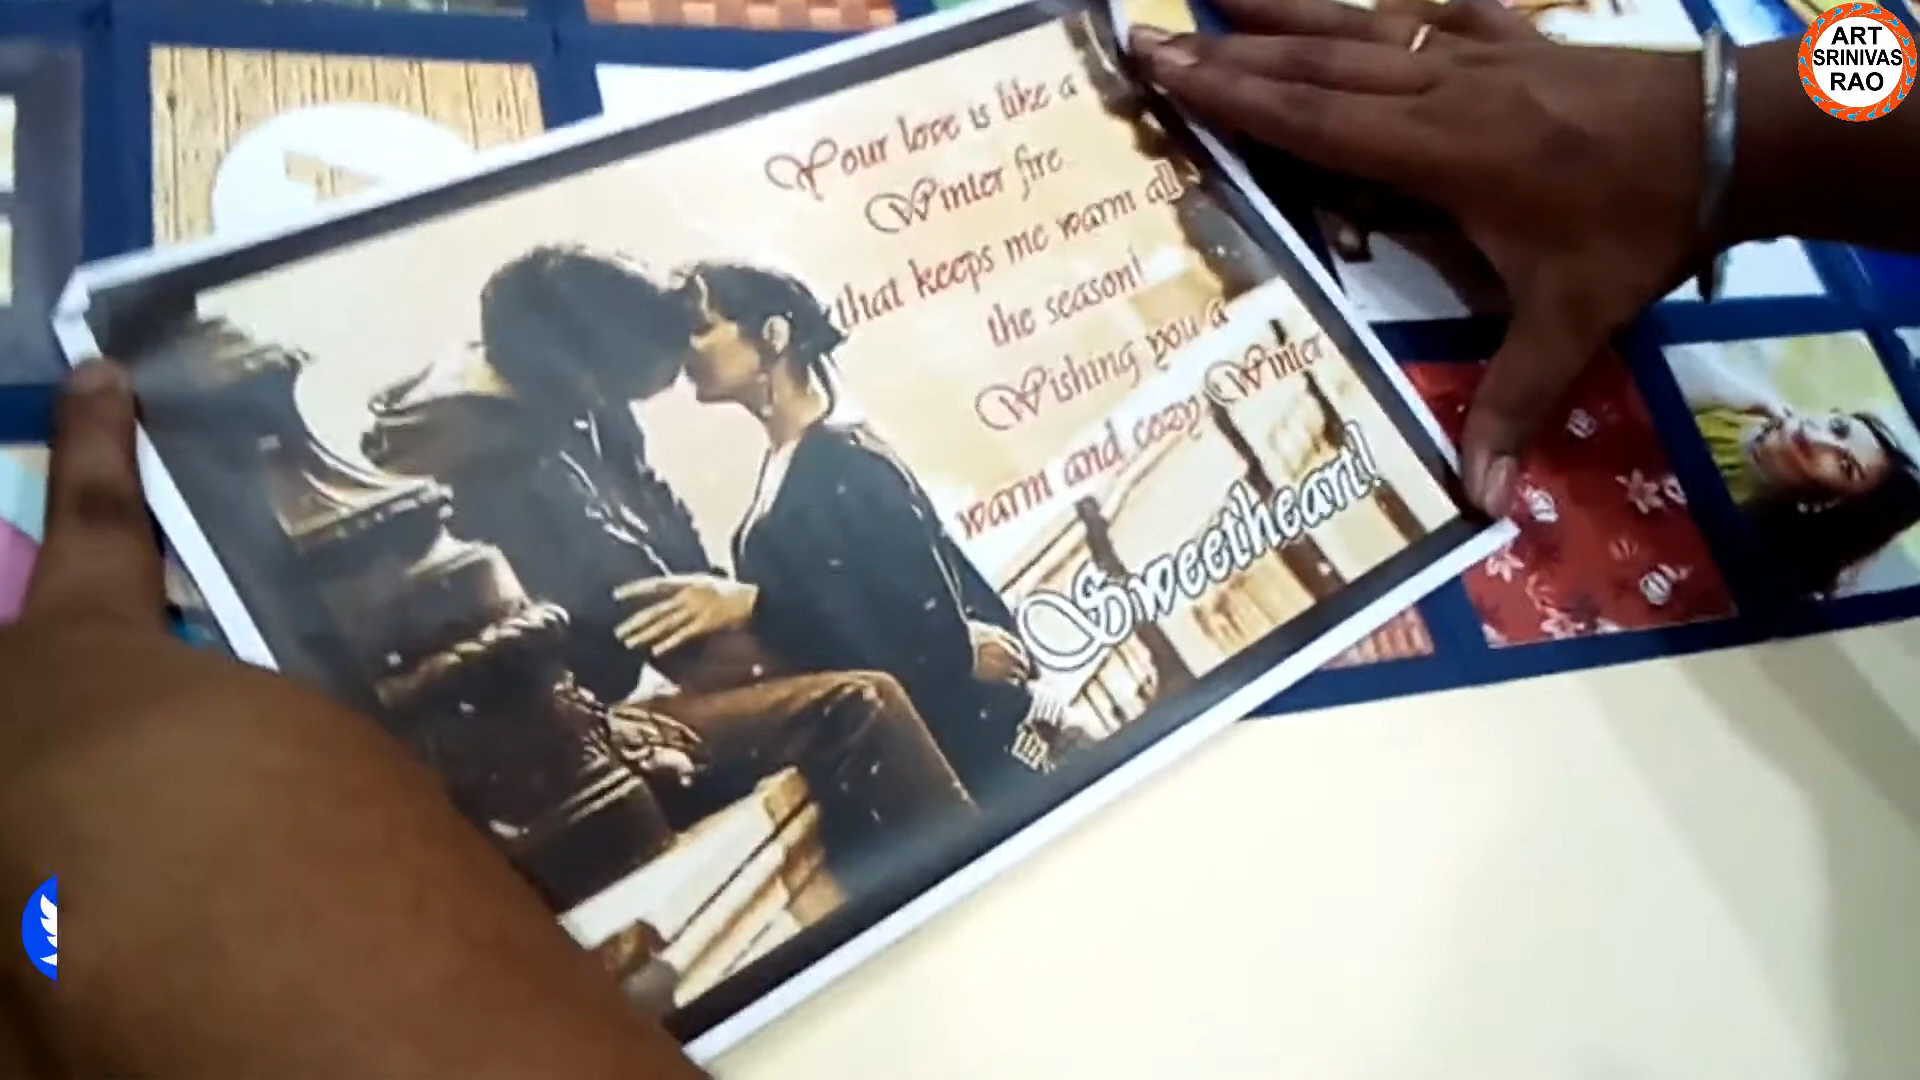 ART
SRINIVAS
RAO
Your love is like a
Winter fire
that keeps me warm all
the season!
Wishing you a
warm and cozy Winter
Sweetheart!